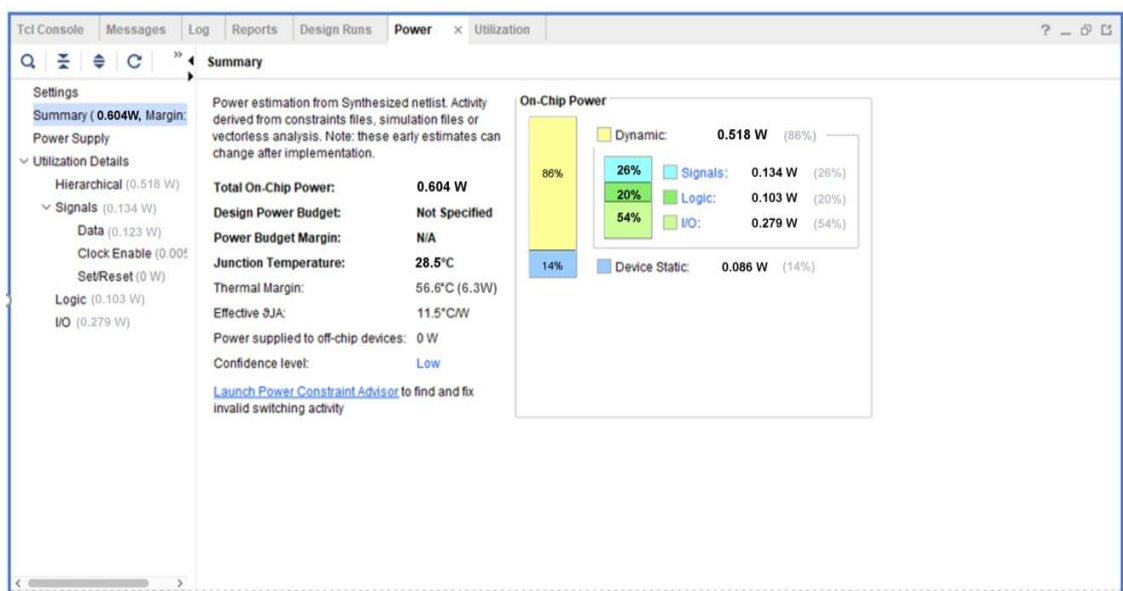 Tcl Console Messages Log Reports Design Runs Power × Utilization ?
Summary
Settings
Summary ( 0.604W, Margin:
Power Supply
Utilization Details
Hierarchical (0.518 W)
Signals (0.134 W)
Data (0.123 W)
Clock Enable (0.005
Set/Reset (0 W)
Logic (0.103 W)
I/O (0.279 W)
Power estimation from Synthesized netlist. Activity
derived from constraints files, simulation files or
vectorless analysis. Note: these early estimates can
change after implementation.
Total On-Chip Power: 0.604 W
Design Power Budget: Not Specified
Power Budget Margin: N/A
Junction Temperature: 28.5°C
Thermal Margin: 56.6°C (6.3W)
Effective ϑJA: 11.5°C/W
Power supplied to off-chip devices: 0 W
Confidence level: Low
Launch Power Constraint Advisor to find and fix
invalid switching activity
On-Chip Power
86%
14%
Dynamic: 0.518 W (86%)
26% Signals: 0.134 W (26%)
20% Logic: 0.103 W (20%)
54% I/O: 0.279 W (54%)
Device Static: 0.086 W (14%)